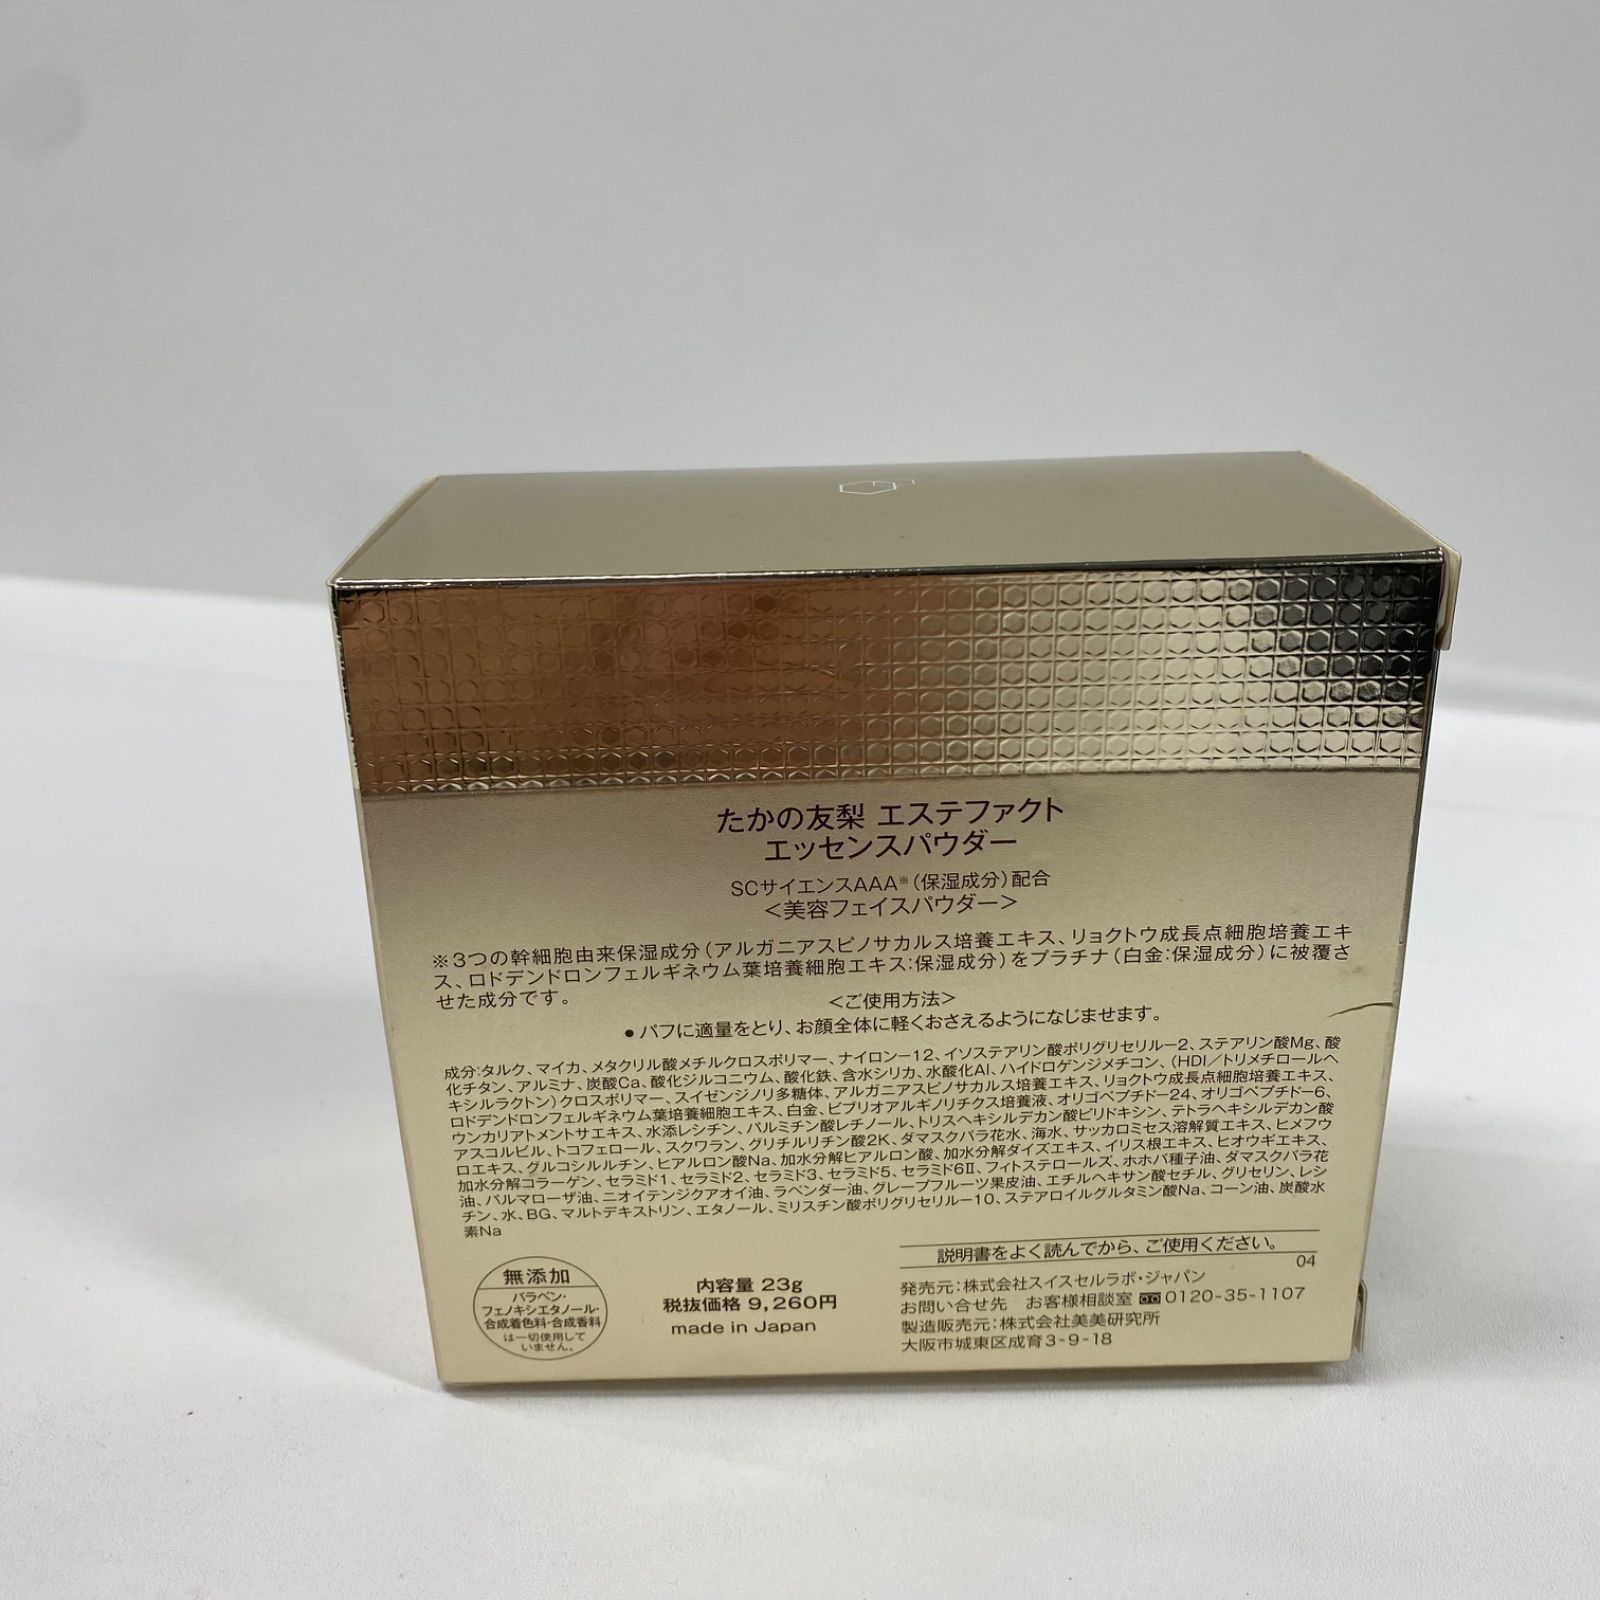 たかの友梨 エステファクト
エッセンスパウダー
SCサイエンスAAA※(保湿成分)配合
<美容フェイスパウダー>
※3つの幹細胞由来保湿成分(アルガニアスピノサカルス培養エキス、リョクトウ成長点細胞培養エキ
ス、ロドデンドロンフェルギネウム葉培養細胞エキス:保湿成分)をプラチナ(白金:保湿成分)に被覆さ
せた成分です。
<ご使用方法>
●パフに適量をとり、お顔全体に軽くおさえるようになじませます。
成分:タルク、マイカ、メタクリル酸メチルクロスポリマー、ナイロン-12、イソステアリン酸ポリグリセリル-2、ステアリン酸Mg、酸
化チタン、アルミナ、炭酸Ca、酸化ジルコニウム、酸化鉄、含水シリカ、水酸化Al、ハイドロゲンジメチコン、(HDI/トリメチロールヘ
キシルラクトン)クロスポリマー、スイゼンジノリ多糖体、アルガニアスピノサカルス培養エキス、リョクトウ成長点細胞培養エキス、
ロドデンドロンフェルギネウム葉培養細胞エキス、白金、ビブリオアルギノリチクス培養液、オリゴペプチド-24、オリゴペプチド-6、
ウンカリアトメントサエキス、水添レシチン、パルミチン酸レチノール、トリスヘキシルデカン酸ピリドキシン、テトラヘキシルデカン酸
アスコルビル、トコフェロール、スクワラン、グリチルリチン酸2K、ダマスクバラ花水、海水、サッカロミセス溶解質エキス、ヒメフウ
ロエキス、グルコシルルチン、ヒアルロン酸Na、加水分解ヒアルロン酸、加水分解ダイズエキス、イリス根エキス、ヒオウギエキス、
加水分解コラーゲン、セラミド1、セラミド2、セラミド3、セラミド5、セラミド6Ⅱ、フィトステロールズ、ホホバ種子油、ダマスクバラ花
油、パルマローザ油、ニオイテンジクアオイ油、ラベンダー油、グレープフルーツ果皮油、エチルヘキサン酸セチル、グリセリン、レシ
チン、水、BG、マルトデキストリン、エタノール、ミリスチン酸ポリグリセリル-10、ステアロイルグルタミン酸Na、コーン油、炭酸水
素Na
無添加
パラベン・
フェノキシエタノール・
合成着色料・合成香料
は一切使用して
いません。
内容量 23g
税抜価格 9,260円
made in Japan
説明書をよく読んでから、ご使用ください。
04
発売元:株式会社スイスセルラボ・ジャパン
お問い合せ先 お客様相談室 0120-35-1107
製造販売元:株式会社美美研究所
大阪市城東区成育3-9-18